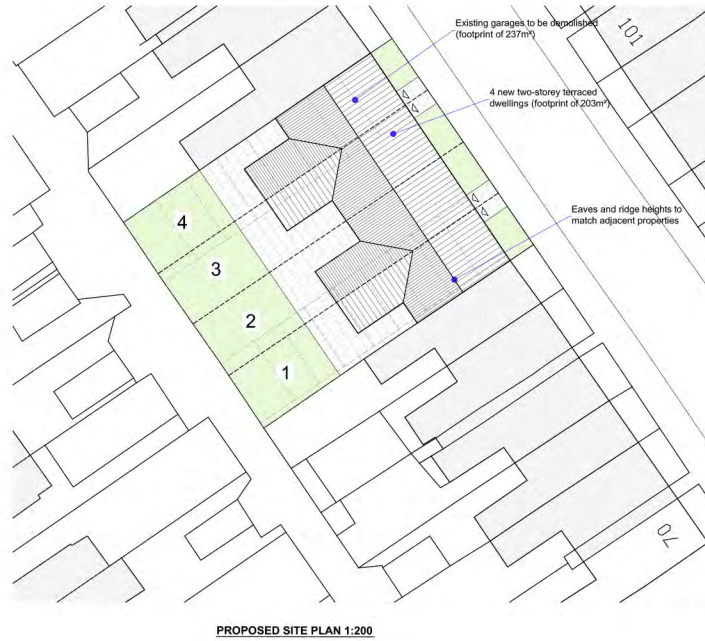 Existing garages to be demolished
(footprint of 237m²)
101
4 new two-storey terraced
dwellings (footprint of 203m²)
Eaves and ridge heights to
match adjacent properties
4
3
2
1
70
PROPOSED SITE PLAN 1:200